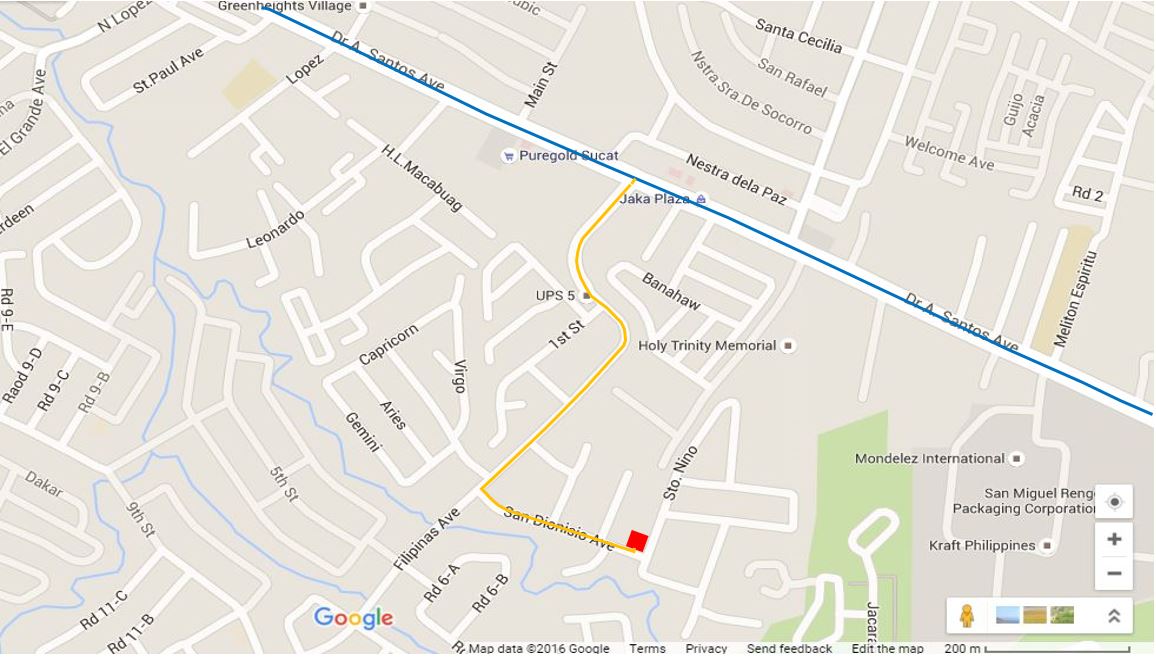 Greenheights Village
N Lopez
Santa Cecilia
Dr.A. Santos Ave
St.Paul Ave
Lopez
Main St
San Rafael
Nstra.Sra.De Socorro
Guijo
Acacia
El Grande Ave
Welcome Ave
Puregold Sucat
H.L.Macabuag
Nestra dela Paz
Rd 2
Jaka Plaza
Leonardo
Rd 9-E
Meliton Espiritu
Banahaw
UPS 5
Dr.A. Santos Ave
1st St
Holy Trinity Memorial
Capricorn
Virgo
Raod 9-D
Rd 9-C
Rd 9-B
Aries
Gemini
Sto. Nino
Mondelez International
Dakar
5th St
San Miguel Reng
Packaging Corporation
9th St
San Dionisio Ave
Filipinas Ave
Kraft Philippines
Rd 6-A
Rd 6-B
Rd 11-C
Rd 11-B
Google
Map data ©2016 Google Terms Privacy Send feedback Edit the map 200 m